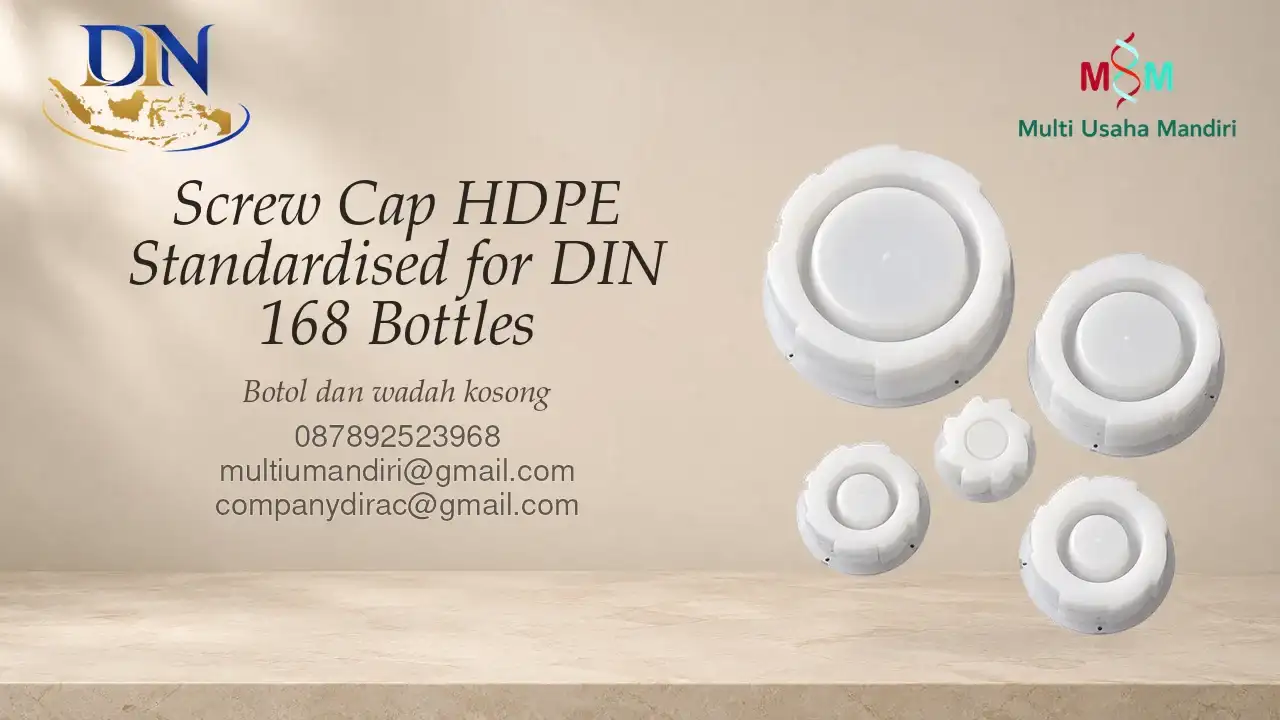 DIN
MSM
Multi Usaha Mandiri
Screw Cap HDPE
Standardised for DIN
168 Bottles
Botol dan wadah kosong
087892523968
multiumandiri@gmail.com
companydirac@gmail.com